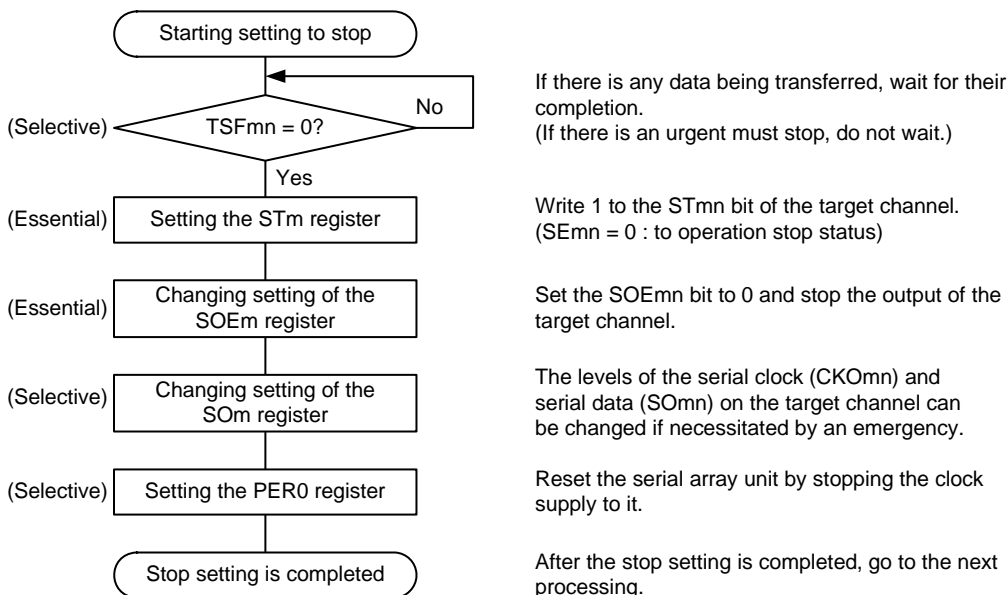 Starting setting to stop
No
If there is any data being transferred, wait for their
completion.
(If there is an urgent must stop, do not wait.)
(Selective)
TSFmn = 0?
Yes
(Essential)
Setting the STm register
Write 1 to the STmn bit of the target channel.
(SEmn = 0 : to operation stop status)
(Essential)
Changing setting of the
SOEm register
Set the SOEmn bit to 0 and stop the output of the
target channel.
(Selective)
Changing setting of the
SOm register
The levels of the serial clock (CKOmn) and
serial data (SOmn) on the target channel can
be changed if necessitated by an emergency.
(Selective)
Setting the PER0 register
Reset the serial array unit by stopping the clock
supply to it.
Stop setting is completed
After the stop setting is completed, go to the next
processing.